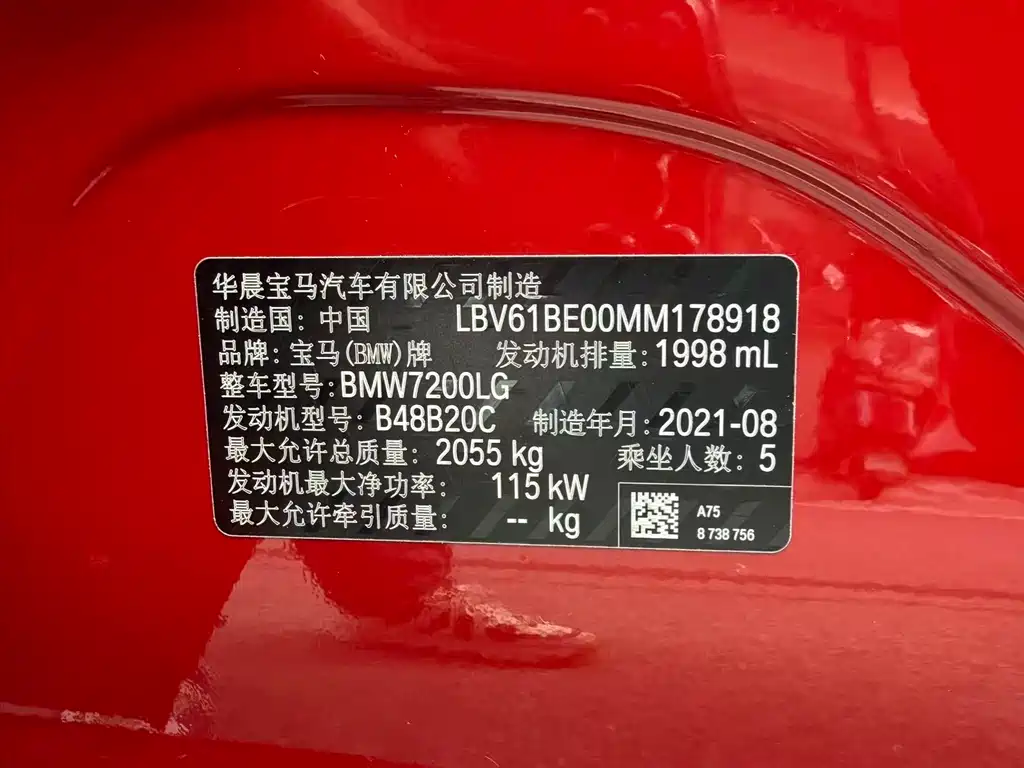 华晨宝马汽车有限公司制造
制造国: 中国 LBV61BE00MM178918
品牌: 宝马(BMW)牌 发动机排量: 1998 mL
整车型号: BMW7200LG
发动机型号: B48B20C 制造年月: 2021-08
最大允许总质量: 2055 kg 乘坐人数: 5
发动机最大净功率: 115 kW
最大允许牵引质量: -- kg
A75
8 738 756